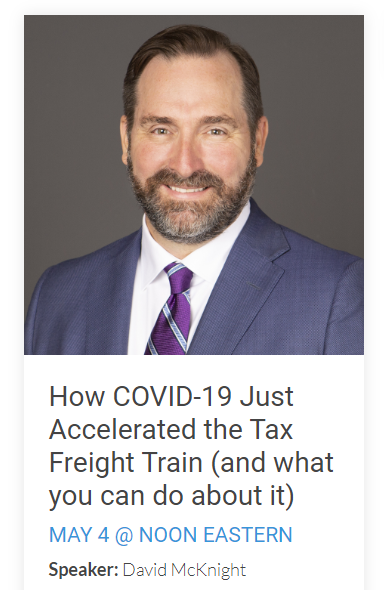 How COVID-19 Just
Accelerated the Tax
Freight Train (and what
you can do about it)
MAY 4 @ NOON EASTERN
Speaker: David McKnight